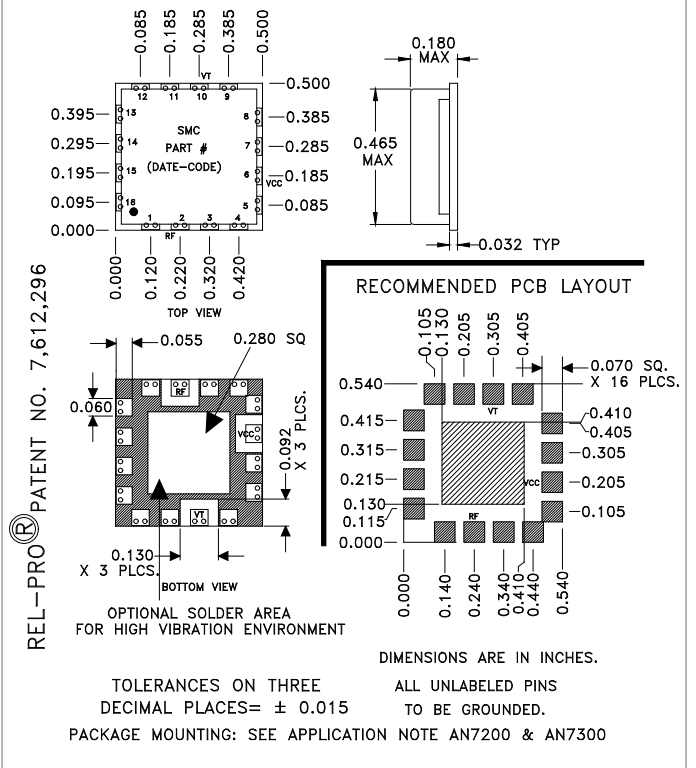 0.085
0.185
0.285
0.385
0.500
VT
12
11
10
9
0.500
0.395
13
8
0.385
SMC
0.295
14
PART #
7
0.285
(DATE-CODE)
0.195
15
6
0.185
VCC
0.095
16
5
0.085
1
2
3
4
0.000
RF
0.000
0.120
0.220
0.320
0.420
TOP VIEW
0.180
MAX
0.465
MAX
0.032 TYP
REL-PRO® PATENT NO. 7,612,296
0.055
0.280 SQ
RF
0.060
VCC
0.092
X 3 PLCS.
VT
0.130
X 3 PLCS.
BOTTOM VIEW
OPTIONAL SOLDER AREA
FOR HIGH VIBRATION ENVIRONMENT
RECOMMENDED PCB LAYOUT
0.105
0.130
0.205
0.305
0.405
0.070 SQ.
X 16 PLCS.
0.540
VT
0.415
0.410
0.405
0.315
0.305
0.215
VCC
0.205
0.130
0.115
RF
0.105
0.000
0.000
0.140
0.240
0.340
0.410
0.440
0.540
DIMENSIONS ARE IN INCHES.
TOLERANCES ON THREE
DECIMAL PLACES= ± 0.015
ALL UNLABELED PINS
TO BE GROUNDED.
PACKAGE MOUNTING: SEE APPLICATION NOTE AN7200 & AN7300